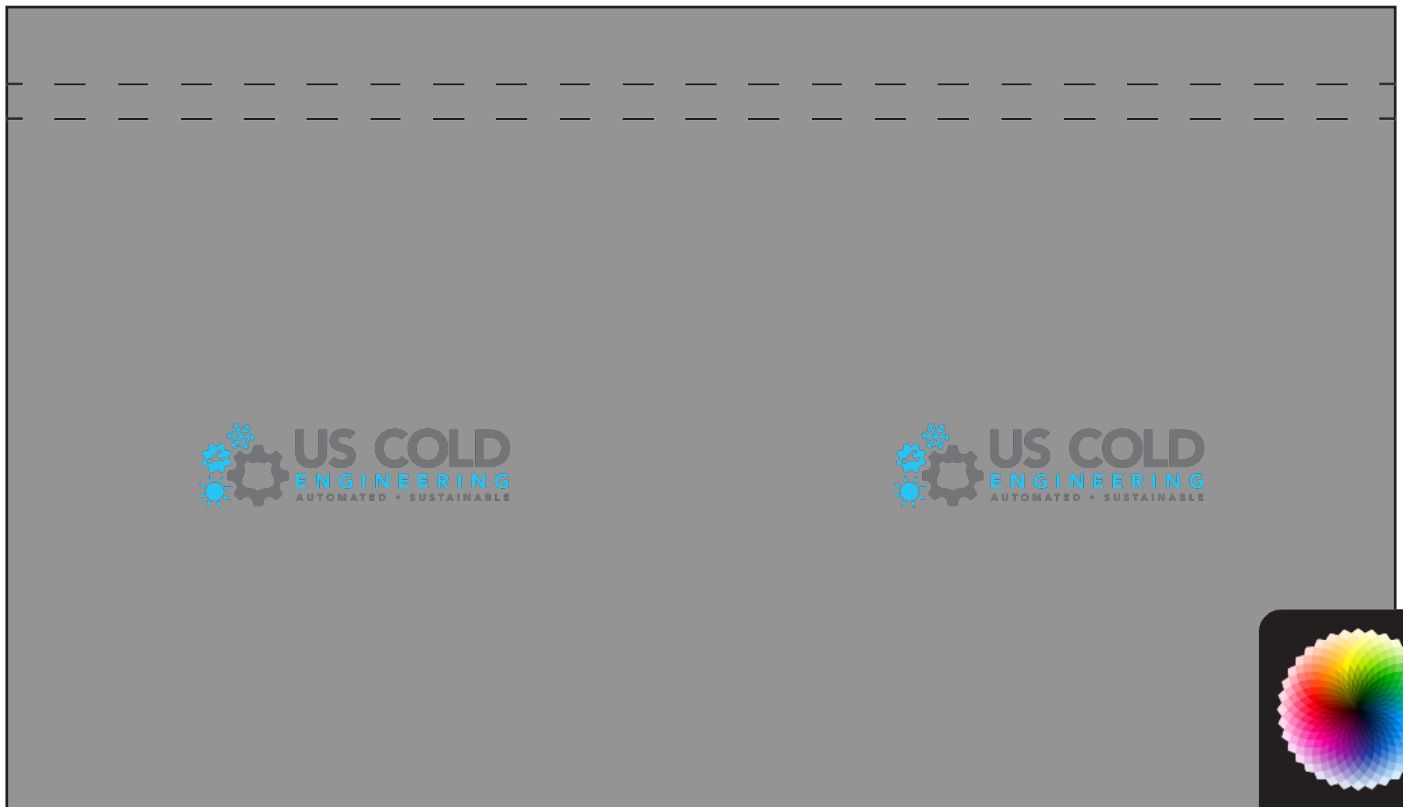 US COLD
ENGINEERING
AUTOMATED • SUSTAINABLE
US COLD
ENGINEERING
AUTOMATED • SUSTAINABLE